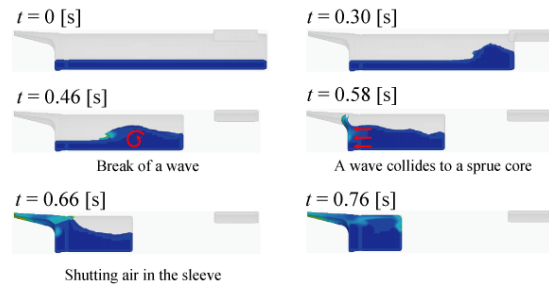 t = 0 [s]
t = 0.30 [s]
t = 0.46 [s]
t = 0.58 [s]
Break of a wave
A wave collides to a sprue core
t = 0.66 [s]
t = 0.76 [s]
Shutting air in the sleeve